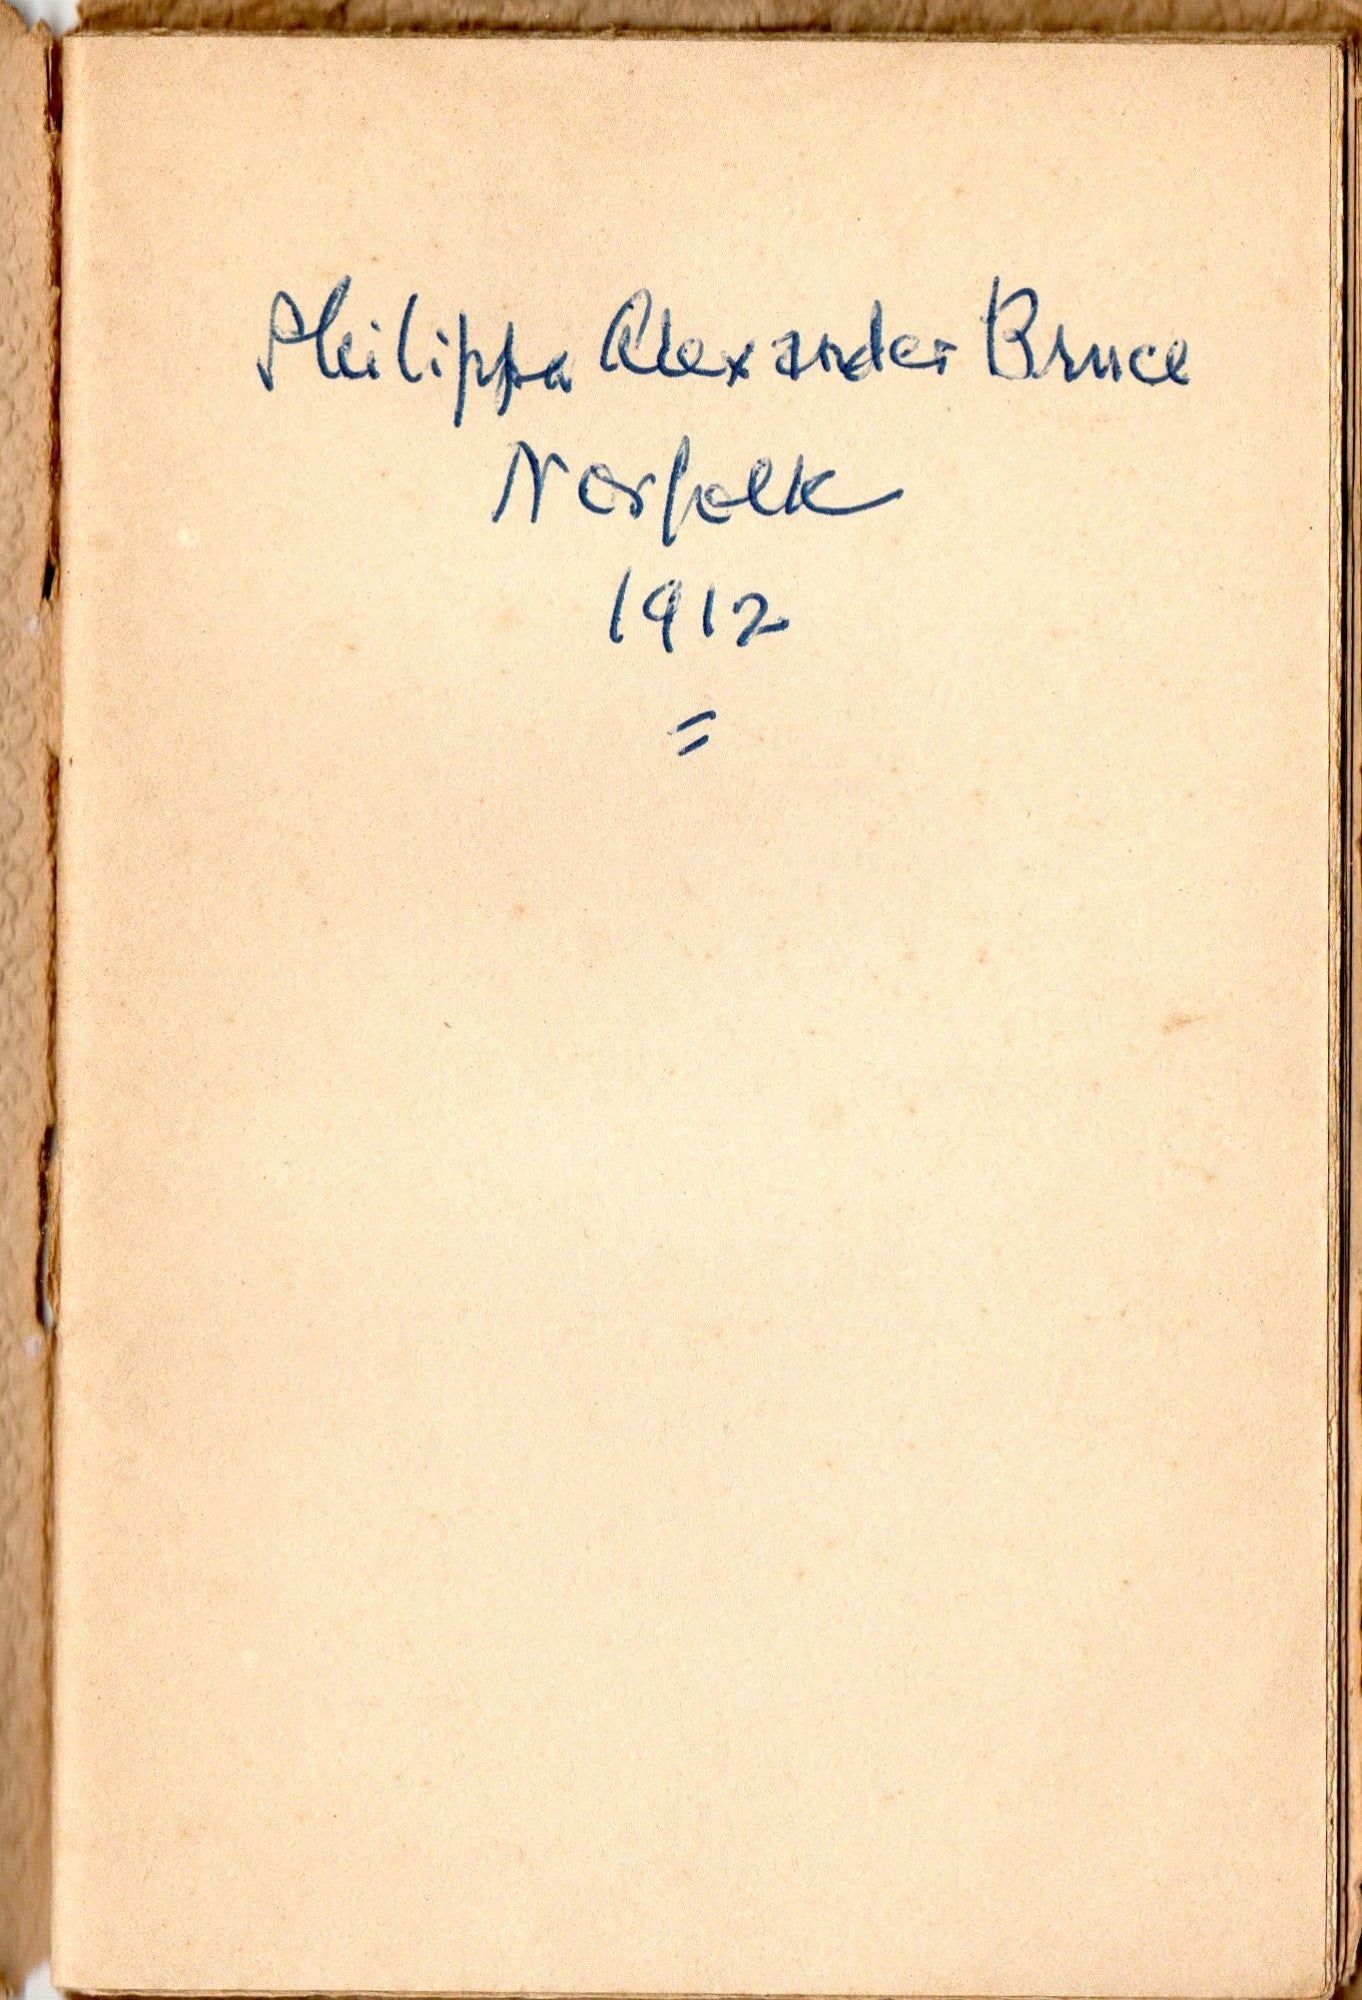 Philippa Alexander Bruce
Norfolk
1912
=